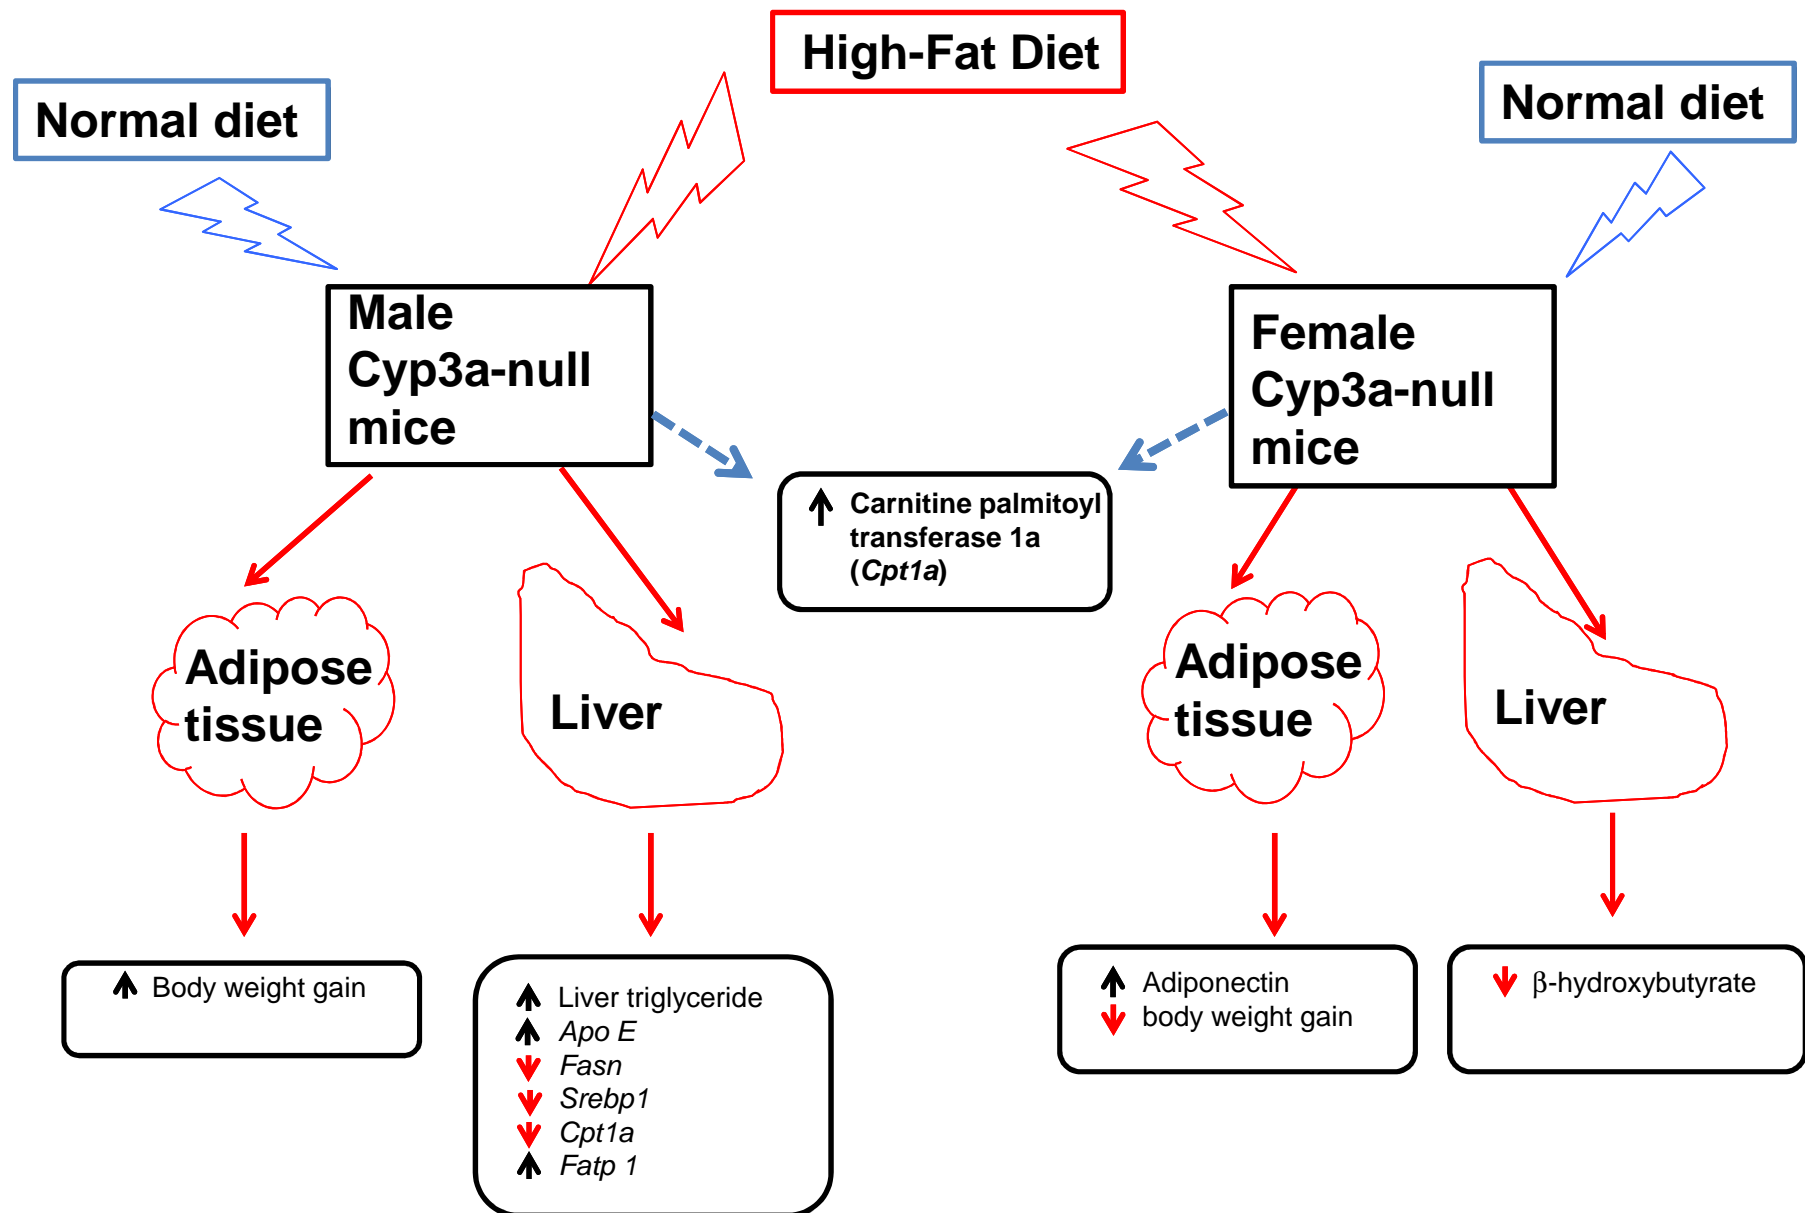 High-Fat Diet
Normal diet
Normal diet
Male
Cyp3a-null
mice
Female
Cyp3a-null
mice
Carnitine palmitoyl
transferase 1a
(Cpt1a)
Adipose
tissue
Liver
Adipose
tissue
Liver
Body weight gain
Liver triglyceride
Apo E
Fasn
Srebp1
Cpt1a
Fatp 1
Adiponectin
body weight gain
β-hydroxybutyrate